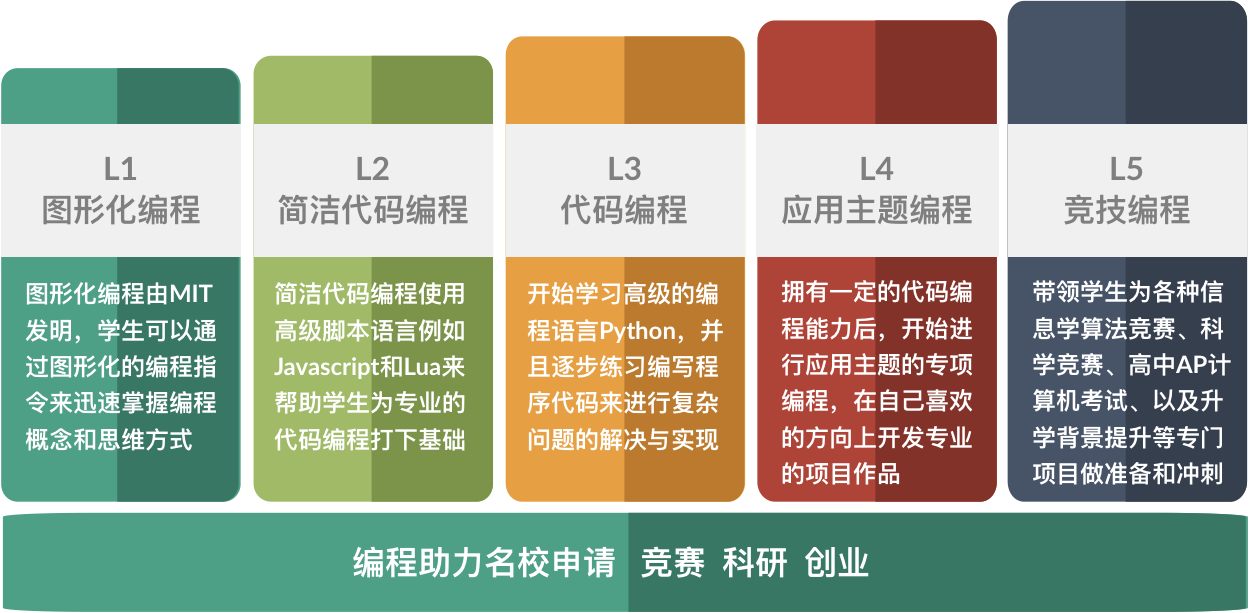 L1
图形化编程
图形化编程由MIT
发明，学生可以通
过图形化的编程指
令来迅速掌握编程
概念和思维方式
L2
简洁代码编程
简洁代码编程使用
高级脚本语言例如
Javascript和Lua来
帮助学生为专业的
代码编程打下基础
L3
代码编程
开始学习高级的编
程语言Python，并
且逐步练习编写程
序代码来进行复杂
问题的解决与实现
L4
应用主题编程
拥有一定的代码编
程能力后，开始进
行应用主题的专项
编程，在自己喜欢
的方向上开发专业
的项目作品
L5
竞技编程
带领学生为各种信
息学算法竞赛、科
学竞赛、高中AP计
算机考试、以及升
学背景提升等专门
项目做准备和冲刺
编程助力名校申请 竞赛 科研 创业